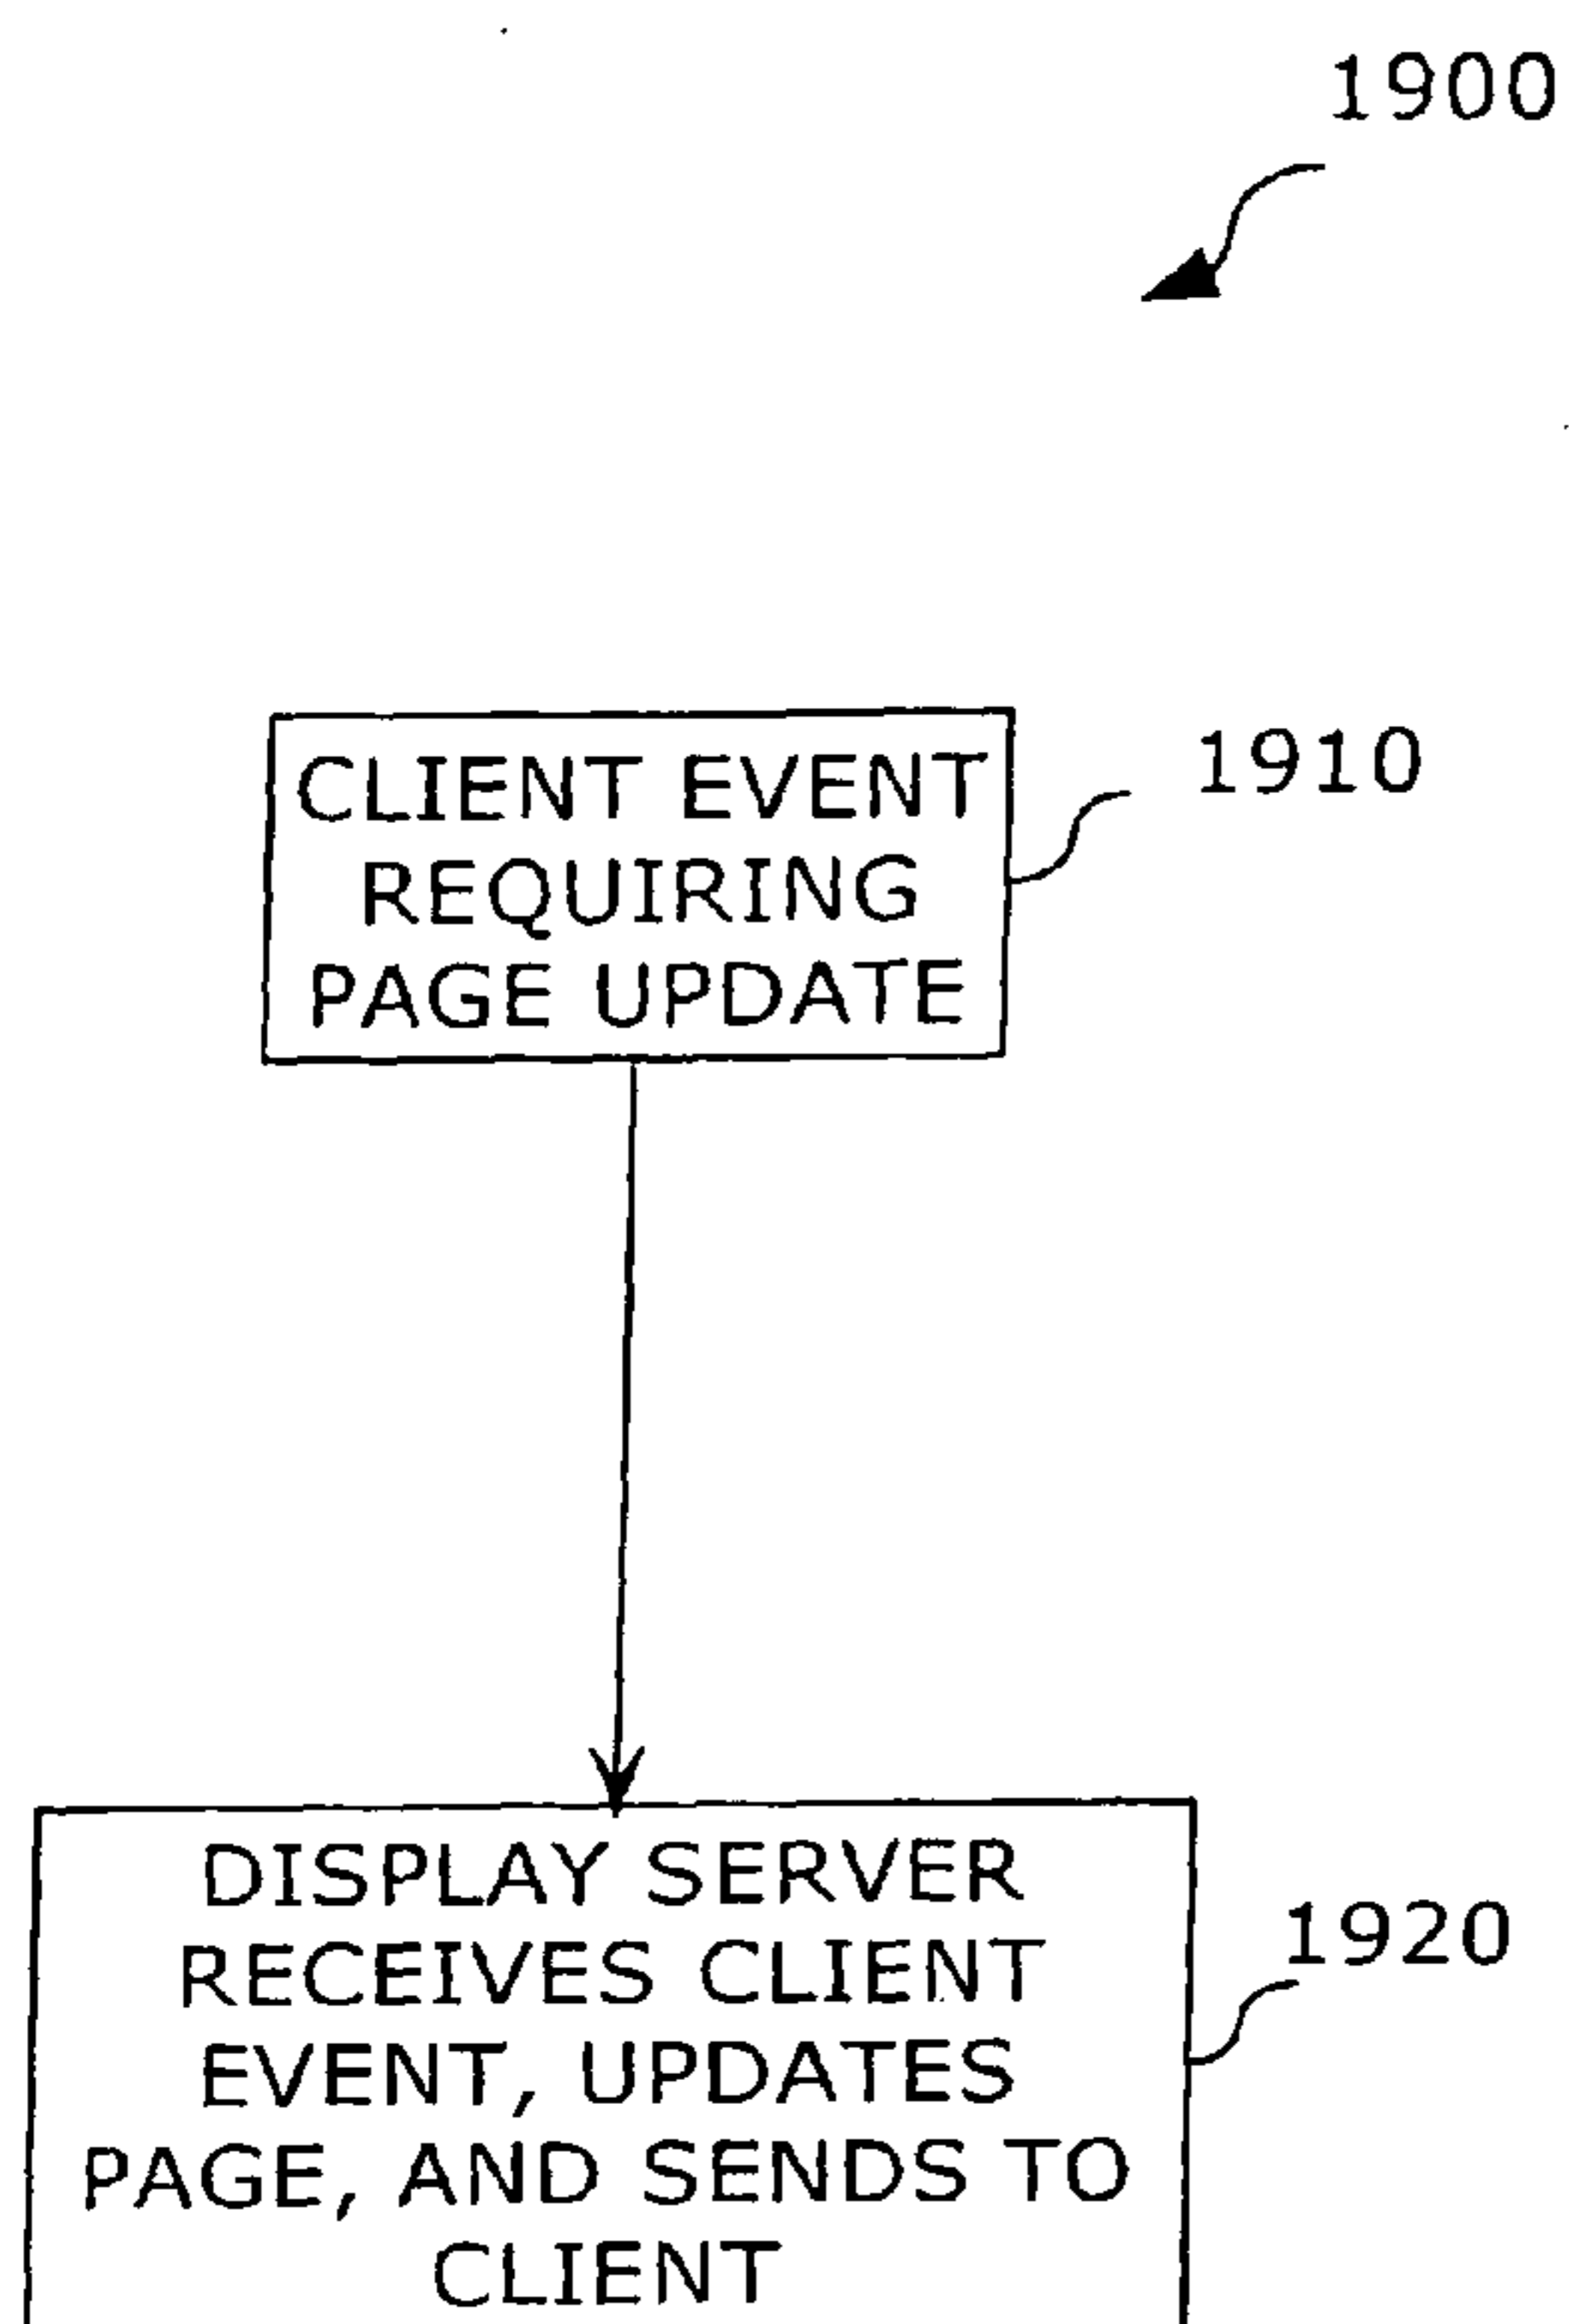 1900
CLIENT EVENT
REQUIRING
PAGE UPDATE
1910
DISPLAY SERVER
RECEIVES CLIENT
EVENT, UPDATES
PAGE, AND SENDS TO
CLIENT
1920